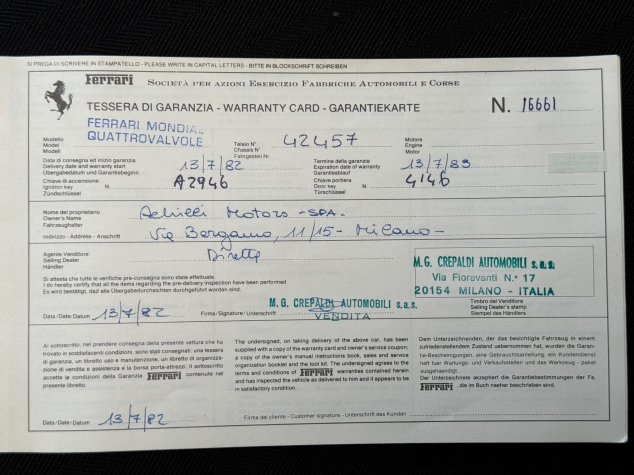 SI PREGA DI SCRIVERE IN STAMPATELLO - PLEASE WRITE IN CAPITAL LETTERS - BITTE IN BLOCKSCHRIFT SCHREIBEN
Ferrari SOCIETÀ PER AZIONI ESERCIZIO FABBRICHE AUTOMOBILI E CORSE
TESSERA DI GARANZIA - WARRANTY CARD - GARANTIEKARTE N. 16661
FERRARI MONDIAL
QUATTROVALVOLE
Modello
Model
Modell
Telaio N°
Chassis N°
Fahrgestell Nr.
42457
Motore
Engine
Motor
Data di consegna ed inizio garanzia
Delivery date and warranty start
Übergabedatum und Garantiebeginn
13/7/82
Termine della garanzia
Expiration date of warranty
Garantieablauf
13/7/83
Chiave di accensione
Ignition key N.
Zündschlüssel
A2946
Chiave portiera
Door key N.
Türschlüssel
4146
Nome del proprietario
Owner's Name
Fahrzeughalter
Achilli Motors - SPA -
Indirizzo - Address - Anschrift
Via Bergamo, 11/15 - Milano -
Agente Venditore
Selling Dealer
Händler
Diretta
Si attesta che tutte le verifiche pre-consegna sono state effettuate.
I do hereby certify that all the items regarding the pre-delivery inspection have been performed
Es wird bestätigt, daß alle Übergabedurchsichten durchgeführt worden sind.
M.G. CREPALDI AUTOMOBILI s.a.s.
Via Fioravanti N.° 17
20154 MILANO - ITALIA
Data/Date/Datum 13/7/82
Firma/Signature/Unterschrift
M.G. CREPALDI AUTOMOBILI s.a.s.
VENDITA
Timbro del Venditore
Selling Dealer's stamp
Stempel des Händlers
Al sottoscritto, nel prendere consegna della presente vettura che ha
trovato in soddisfacenti condizioni, sono stati consegnati: una tessera
di garanzia, un libretto uso e manutenzione, un libretto di organizza-
zione di vendita e assistenza e la borsa porta-attrezzi. Il sottoscritto
accetta le condizioni della Garanzia Ferrari contenute nel
presente libretto.
The undersigned, on taking delivery of the above car, has been
supplied with a copy of the warranty card and owner's service coupon;
a copy of the owner's manual instructions book, sales and service
organization booklet and the tool kit. The undersigned agrees to the
terms and conditions of Ferrari warranties contained herein
and has inspected the vehicle as delivered to him and it appears to be
in satisfactory condition.
Dem Unterzeichnenden, der das besichtigte Fahrzeug in einem
zufriedenstellenden Zustand uebernommen hat, wurden die Garan-
tie-Bescheinigungen, eine Gebrauchsanleitung, ein Kundendienst
heft fuer Wartungs- und Verkaufsstellen und das Werkzeug - paket
ausgehaendigt.
Der Unterzeichnete akzeptiert die Garantiebestimmungen der Fa.
Ferrari, die im Buch naeher beschrieben sind.
Data/Date/Datum 13/7/82
Firma del cliente - Customer signature - Unterschrift des Kunden